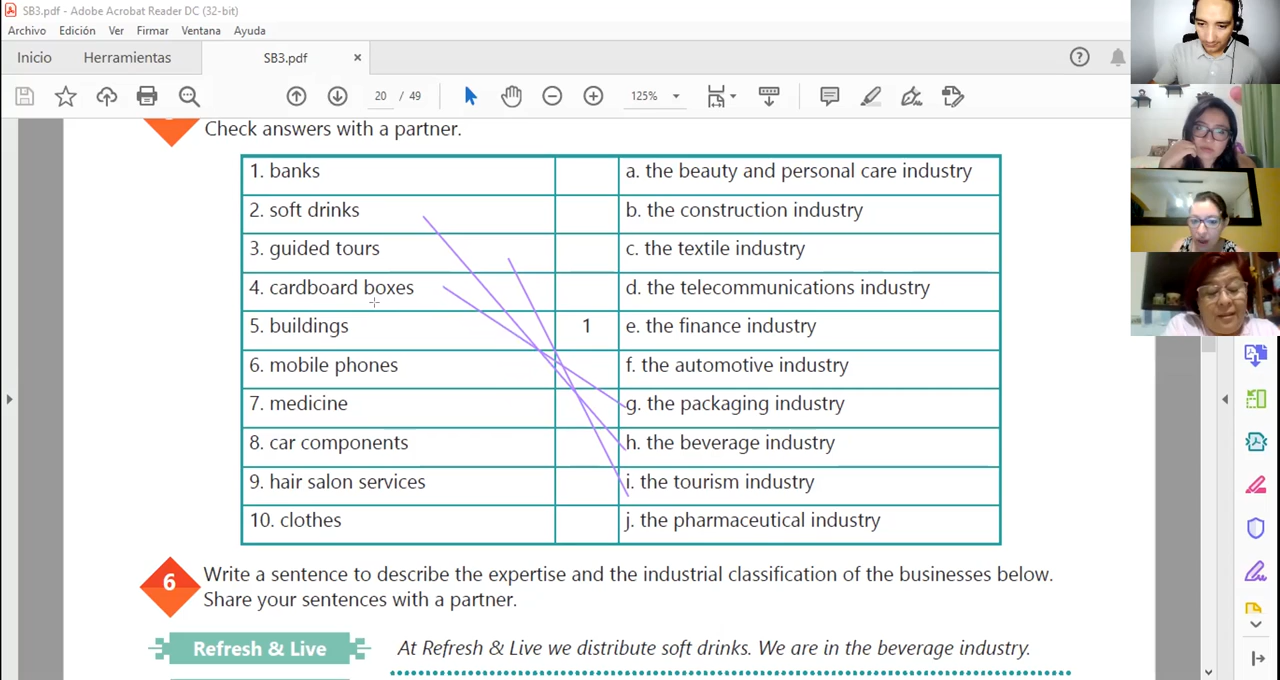 SB3.pdf - Adobe Acrobat Reader DC (32-bit)
Archivo Edición Ver Firmar Ventana Ayuda
Inicio Herramientas SB3.pdf ×
20 / 49 125%
Check answers with a partner.
1. banks a. the beauty and personal care industry
2. soft drinks b. the construction industry
3. guided tours c. the textile industry
4. cardboard boxes d. the telecommunications industry
5. buildings 1 e. the finance industry
6. mobile phones f. the automotive industry
7. medicine g. the packaging industry
8. car components h. the beverage industry
9. hair salon services i. the tourism industry
10. clothes j. the pharmaceutical industry
6 Write a sentence to describe the expertise and the industrial classification of the businesses below.
Share your sentences with a partner.
Refresh & Live At Refresh & Live we distribute soft drinks. We are in the beverage industry.